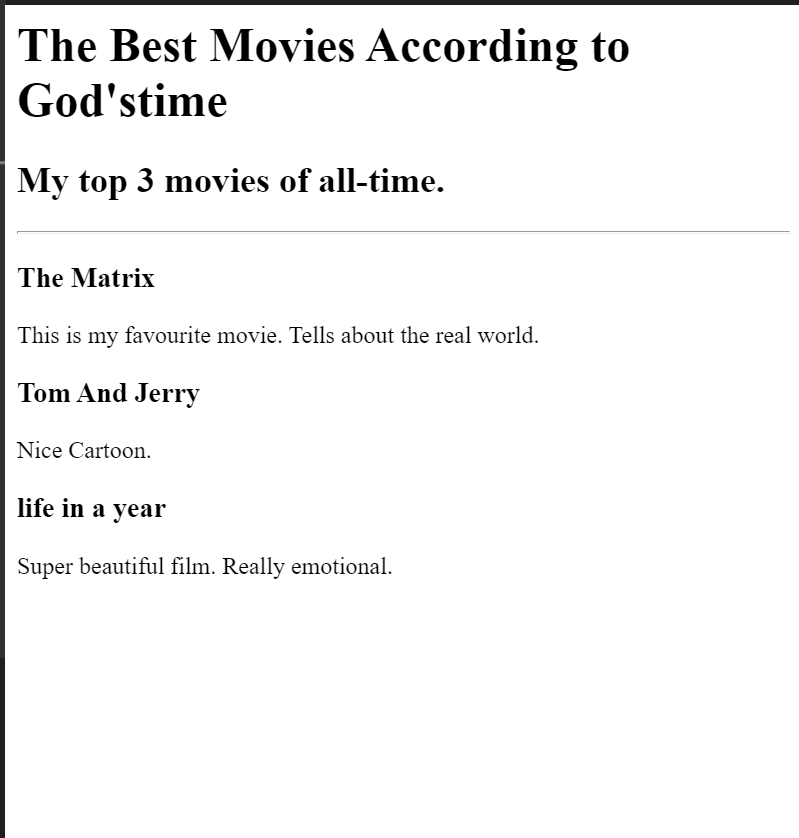 The Best Movies According to
God'stime
My top 3 movies of all-time.
The Matrix
This is my favourite movie. Tells about the real world.
Tom And Jerry
Nice Cartoon.
life in a year
Super beautiful film. Really emotional.